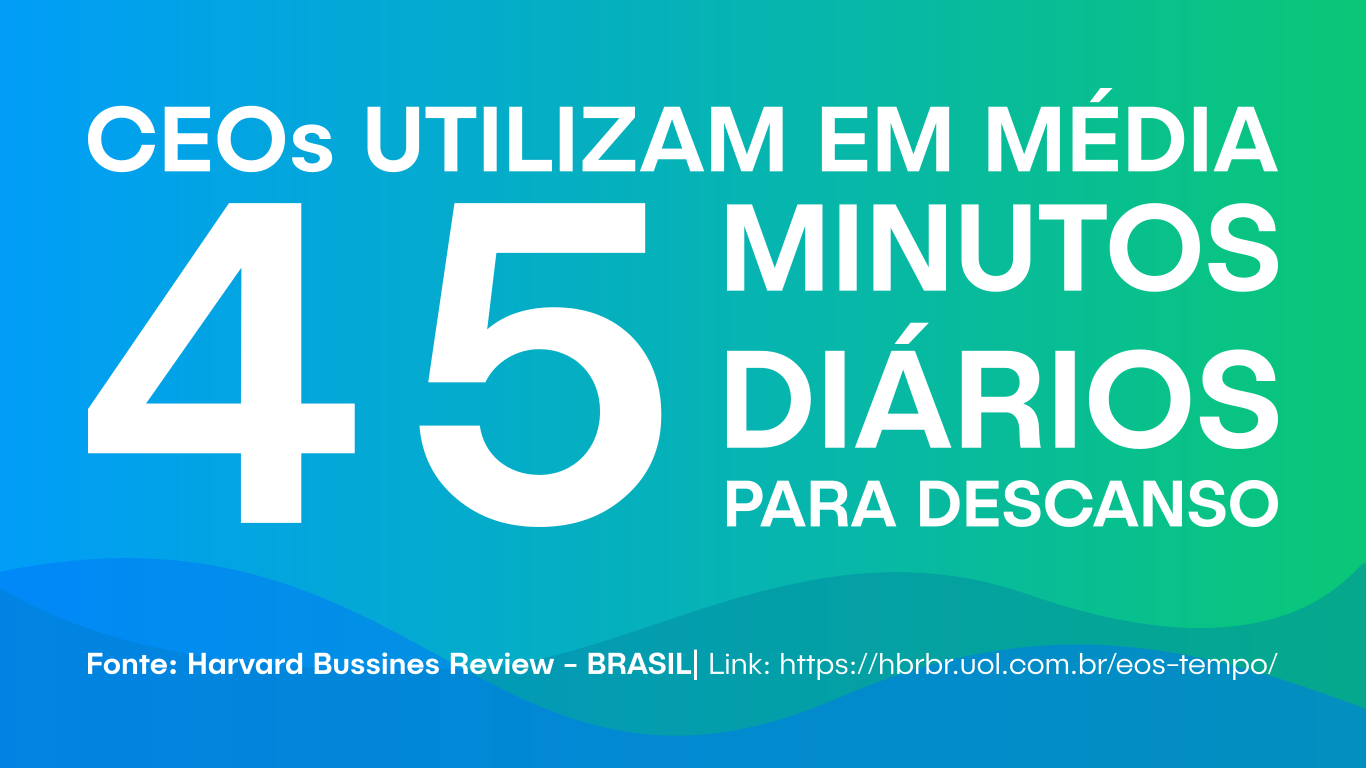 CEOs UTILIZAM EM MÉDIA
45 MINUTOS
DIÁRIOS
PARA DESCANSO
Fonte: Harvard Bussines Review - BRASIL| Link: https://hbrbr.uol.com.br/eos-tempo/